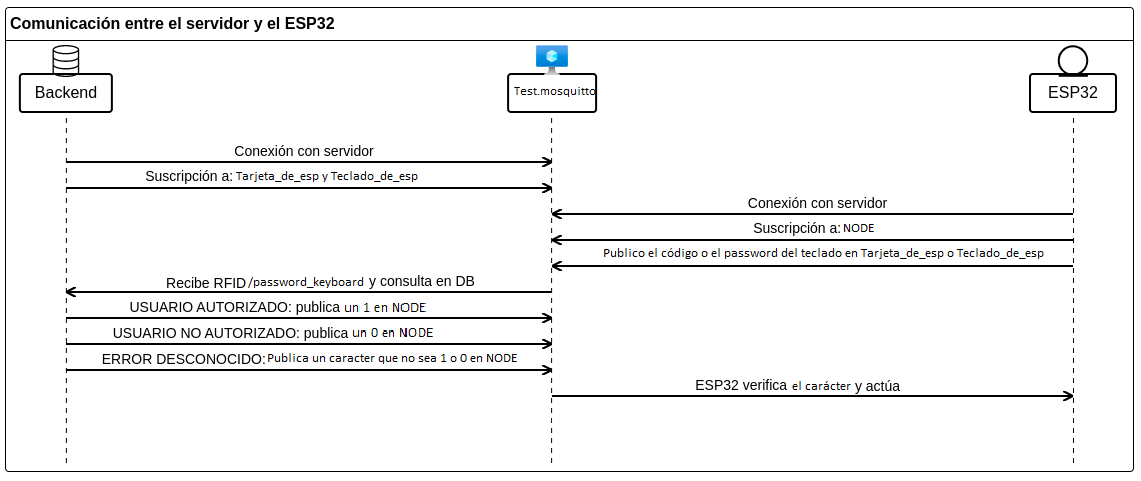 Comunicación entre el servidor y el ESP32
Backend
Test.mosquitto
ESP32
Conexión con servidor
Suscripción a: Tarjeta_de_esp y Teclado_de_esp
Conexión con servidor
Suscripción a: NODE
Publico el código o el password del teclado en Tarjeta_de_esp o Teclado_de_esp
Recibe RFID/password_keyboard y consulta en DB
USUARIO AUTORIZADO: publica un 1 en NODE
USUARIO NO AUTORIZADO: publica un 0 en NODE
ERROR DESCONOCIDO: Publica un caracter que no sea 1 o 0 en NODE
ESP32 verifica el carácter y actúa